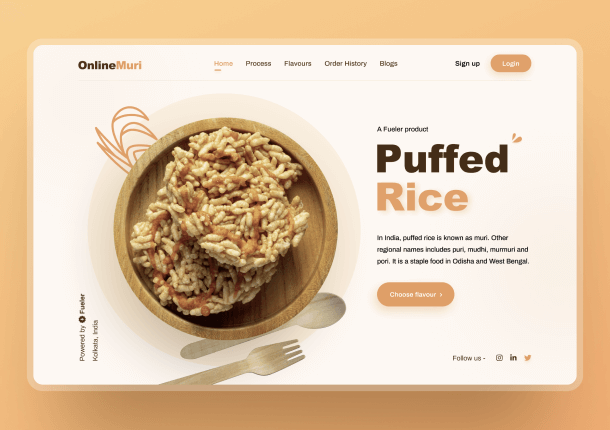 OnlineMuri
Home Process Flavours Order History Blogs
Sign up Login
A Fueler product
Puffed
Rice
In India, puffed rice is known as muri. Other
regional names includes puri, mudhi, murmuri and
pori. It is a staple food in Odisha and West Bengal.
Choose flavour ›
Powered by Fueler
Kolkata, India
Follow us -